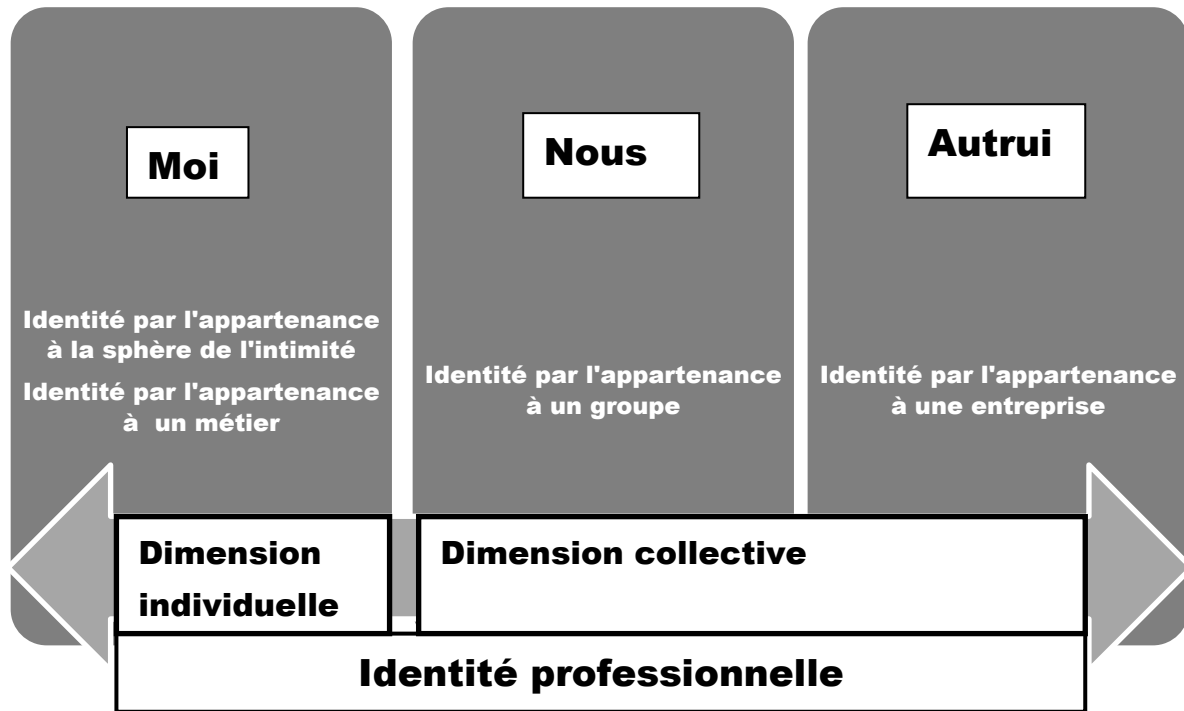 Moi
Identité par l'appartenance
à la sphère de l'intimité
Identité par l'appartenance
à un métier
Nous
Identité par l'appartenance
à un groupe
Autrui
Identité par l'appartenance
à une entreprise
Dimension
individuelle
Dimension collective
Identité professionnelle